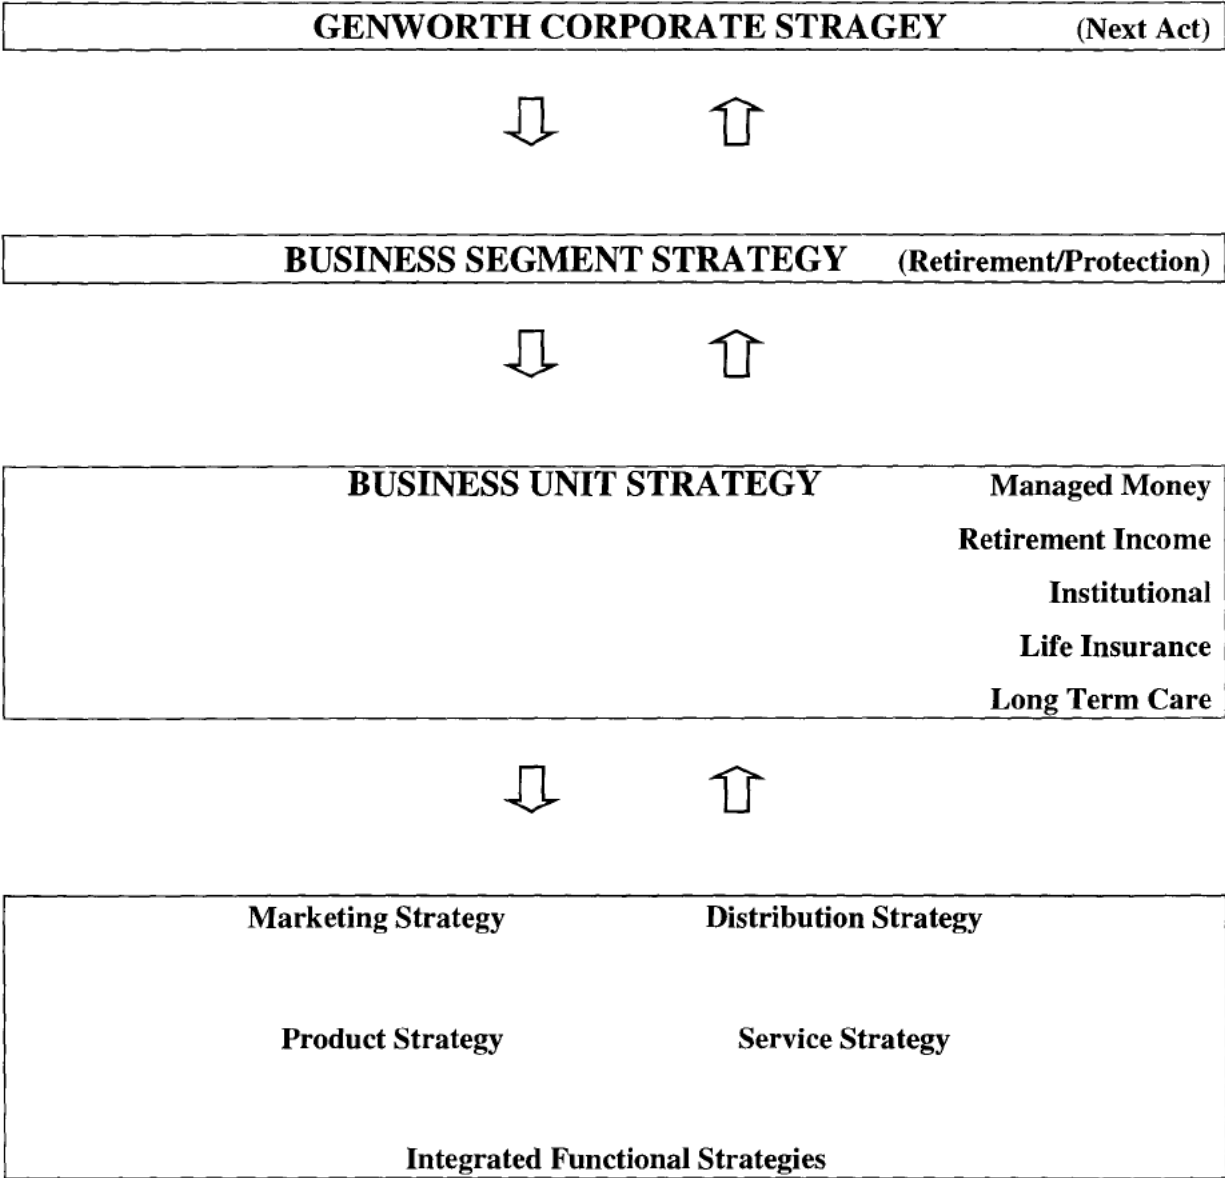 GENWORTH CORPORATE STRAGEY (Next Act)
BUSINESS SEGMENT STRATEGY (Retirement/Protection)
BUSINESS UNIT STRATEGY Managed Money
Retirement Income
Institutional
Life Insurance
Long Term Care
Marketing Strategy Distribution Strategy
Product Strategy Service Strategy
Integrated Functional Strategies